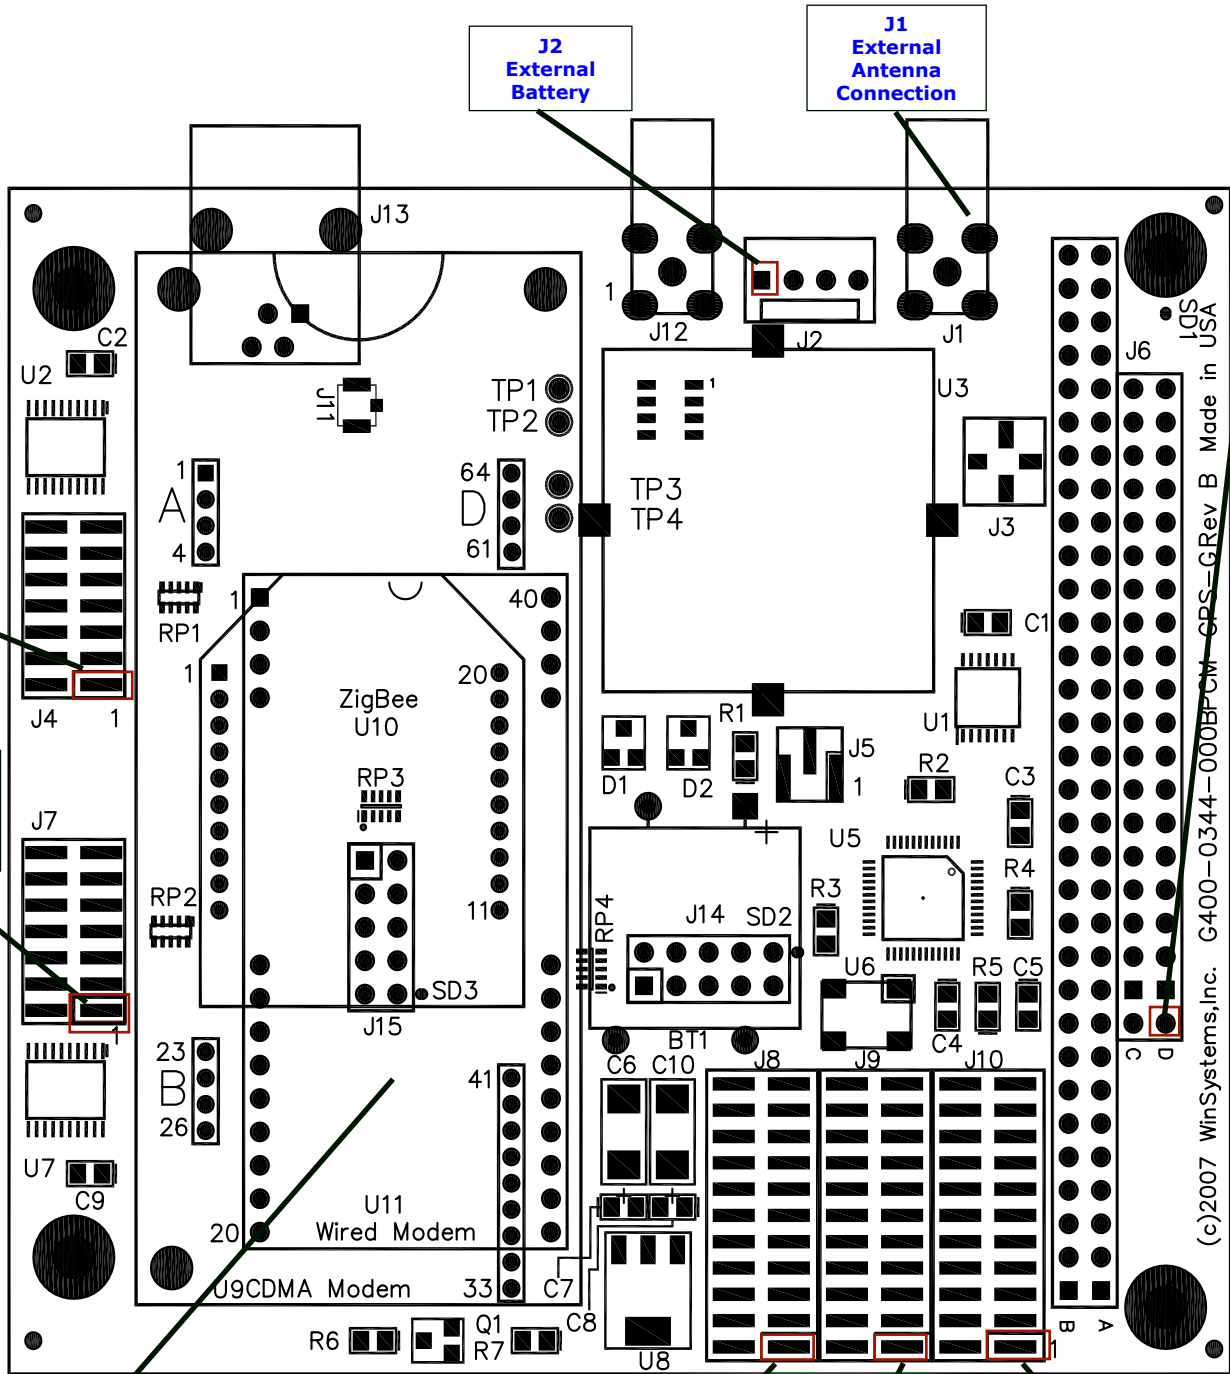 J2
External
Battery
J1
External
Antenna
Connection
J13
1
J12
J2
J1
SD1
C2
U2
J6
TP1
TP2
J11
1
U3
1
A
4
64
D
61
TP3
TP4
J3
RP1
1
40
C1
1
20
ZigBee
U10
J4
1
R1
U1
D1
D2
J5
1
R2
C3
RP3
J7
U5
R4
RP2
11
RP4
J14
SD2
R3
SD3
J15
U6
R5
C5
1
BT1
C4
C
D
23
B
26
41
C6
C10
J8
J9
J10
U7
C9
U11
Wired Modem
20
U9CDMA Modem
33
C7
C8
R6
Q1
R7
U8
1
B
A
(c)2007 WinSystems,Inc. G400-0344-000BPCM-GPS-GRev B Made in USA